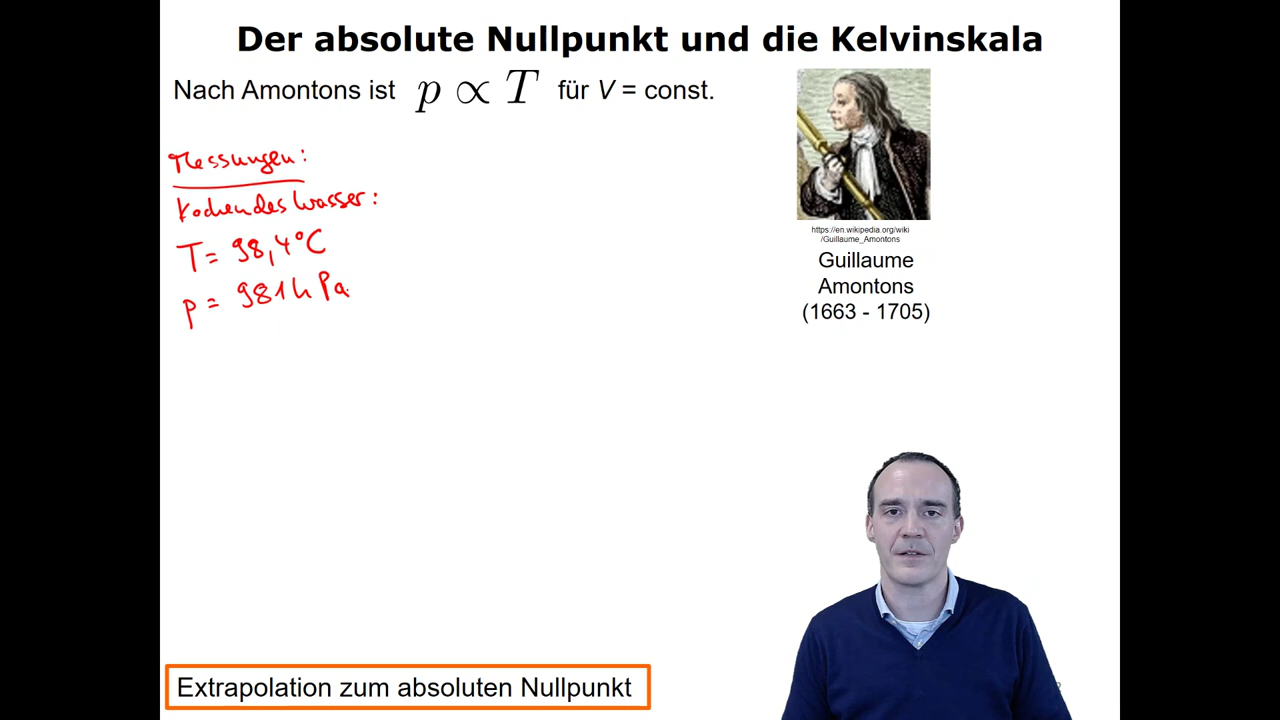 Der absolute Nullpunkt und die Kelvinskala
Nach Amontons ist p ∝ T für V = const.
Messungen:
Kochendes Wasser:
T = 98,4°C
p = 981 hPa
https://en.wikipedia.org/wiki
/Guillaume_Amontons
Guillaume
Amontons
(1663 - 1705)
Extrapolation zum absoluten Nullpunkt